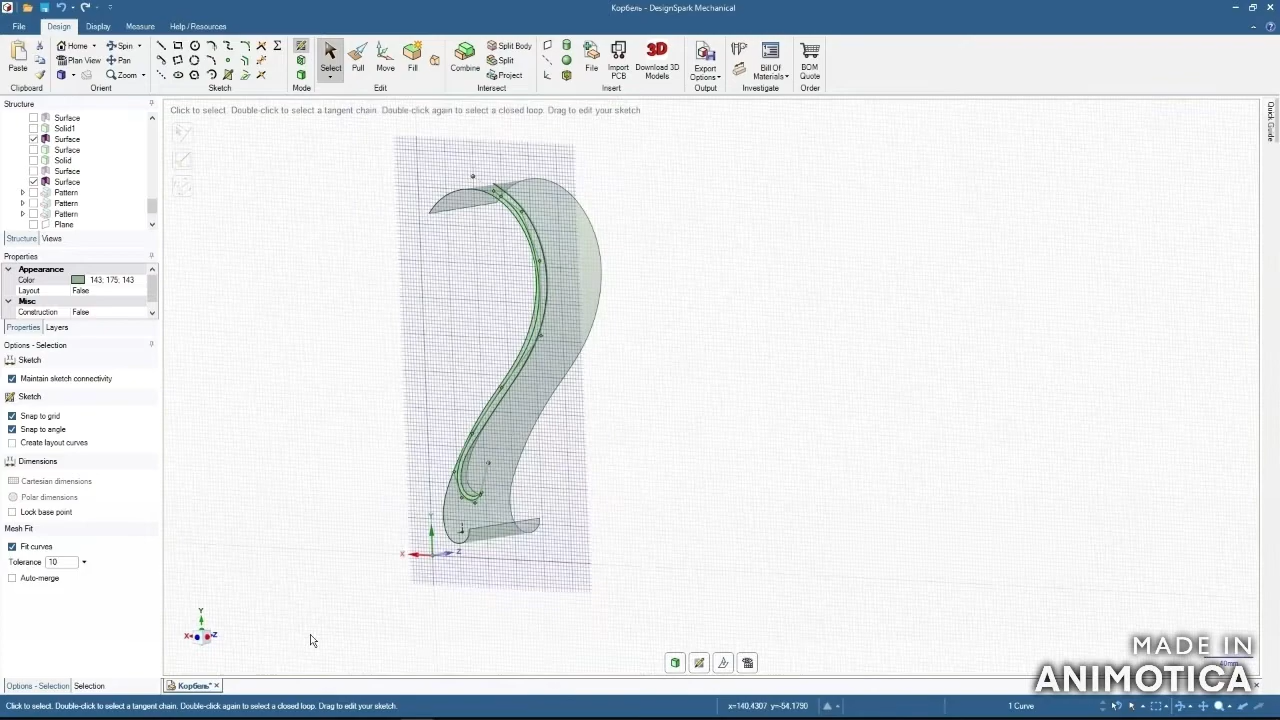 Корбель - DesignSpark Mechanical
File Design Display Measure Help / Resources
Home Spin
Plan View Pan
Zoom
Paste
Select Pull Move Fill
Combine
Split Body
Split
Project
File
Import PCB
Download 3D Models
3D
Export Options
Bill Of Materials
BOM Quote
Clipboard Orient Sketch Mode Edit Intersect Insert Output Investigate Order
Structure
Surface
Solid1
Surface
Surface
Solid
Surface
Surface
Pattern
Pattern
Pattern
Plane
Structure Views
Properties
Appearance
Color 143; 175; 143
Layout False
Misc
Construction False
Properties Layers
Options - Selection
Sketch
Maintain sketch connectivity
Sketch
Snap to grid
Snap to angle
Create layout curves
Dimensions
Cartesian dimensions
Polar dimensions
Lock base point
Mesh Fit
Fit curves
Tolerance 10
Auto-merge
Options - Selection Selection
Click to select. Double-click to select a tangent chain. Double-click again to select a closed loop. Drag to edit your sketch
Quick Guide
Y
X
Z
Y
X
Z
MADE IN
ANIMOTICA
40mm
Корбель*
Click to select. Double-click to select a tangent chain. Double-click again to select a closed loop. Drag to edit your sketch.
x=140,4307 y=-54,1790
1 Curve